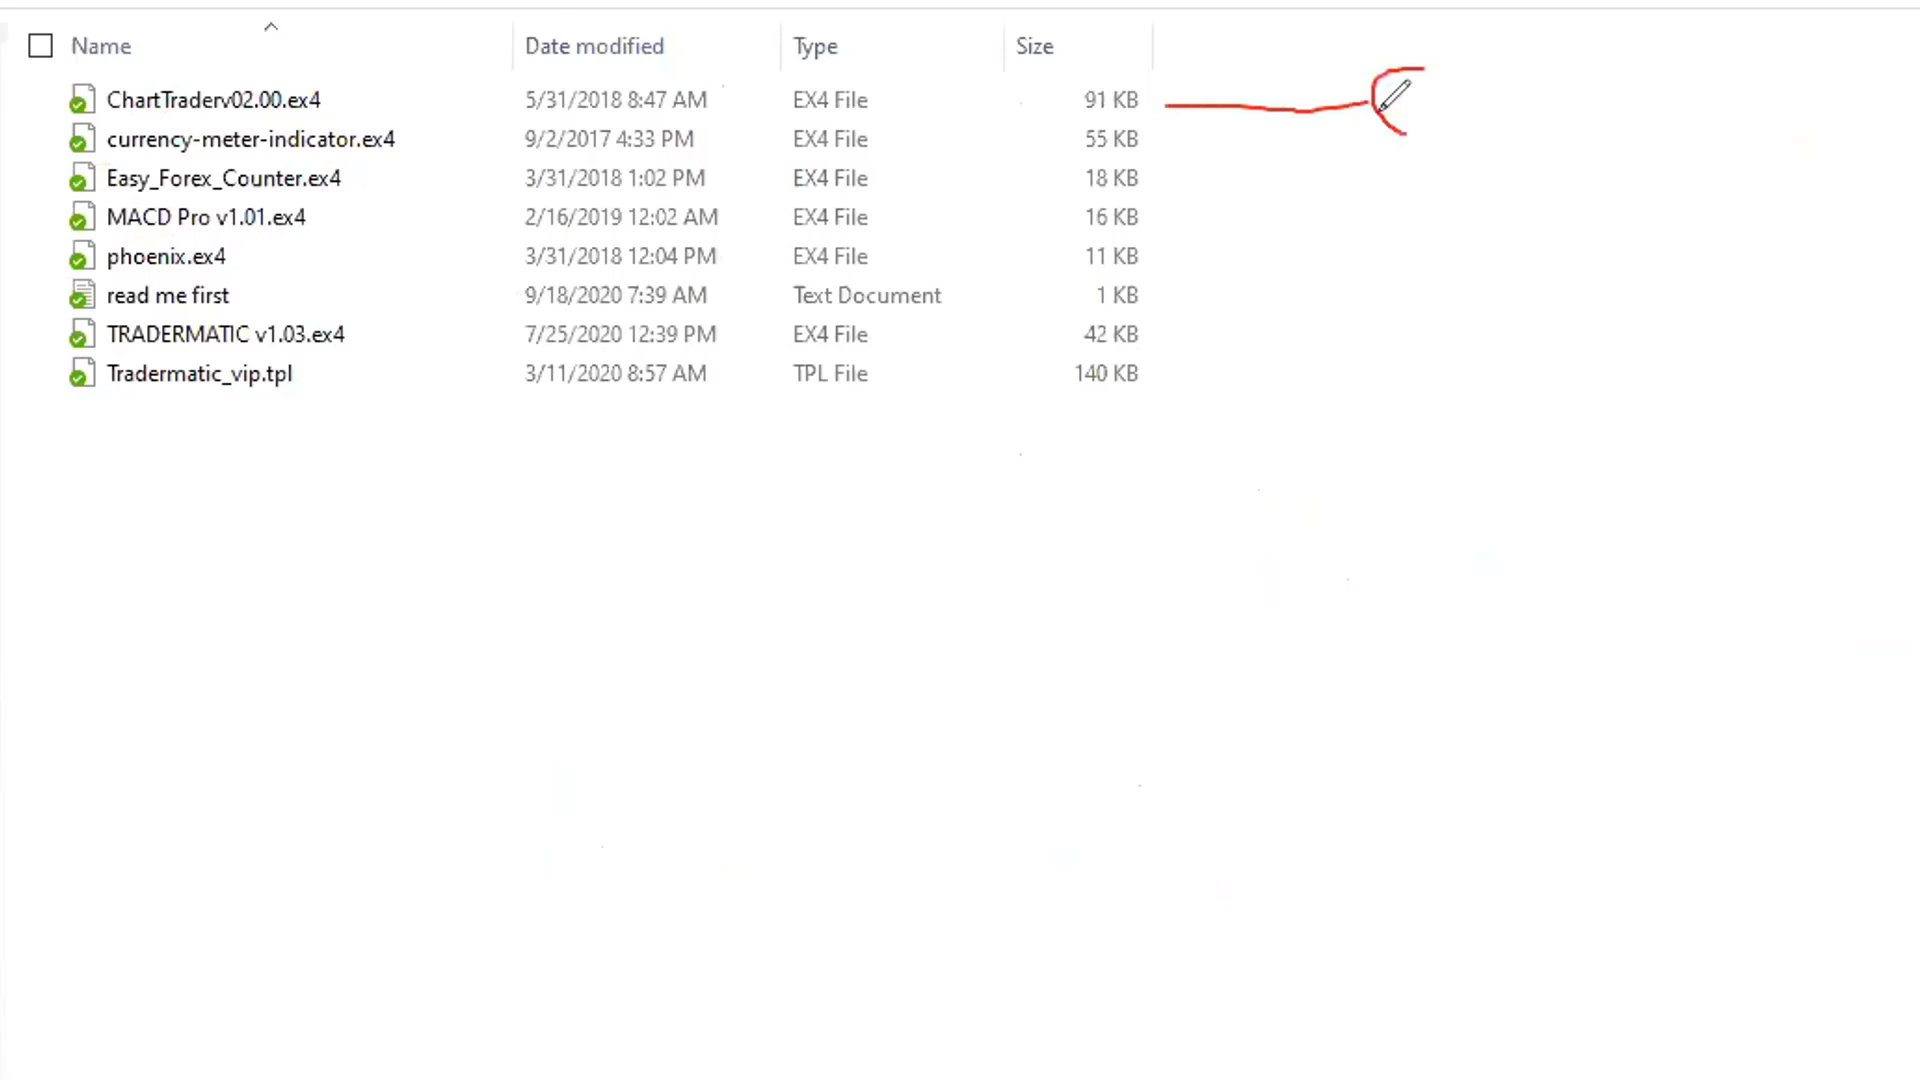 Name Date modified Type Size
ChartTraderv02.00.ex4 5/31/2018 8:47 AM EX4 File 91 KB
currency-meter-indicator.ex4 9/2/2017 4:33 PM EX4 File 55 KB
Easy_Forex_Counter.ex4 3/31/2018 1:02 PM EX4 File 18 KB
MACD Pro v1.01.ex4 2/16/2019 12:02 AM EX4 File 16 KB
phoenix.ex4 3/31/2018 12:04 PM EX4 File 11 KB
read me first 9/18/2020 7:39 AM Text Document 1 KB
TRADERMATIC v1.03.ex4 7/25/2020 12:39 PM EX4 File 42 KB
Tradermatic_vip.tpl 3/11/2020 8:57 AM TPL File 140 KB